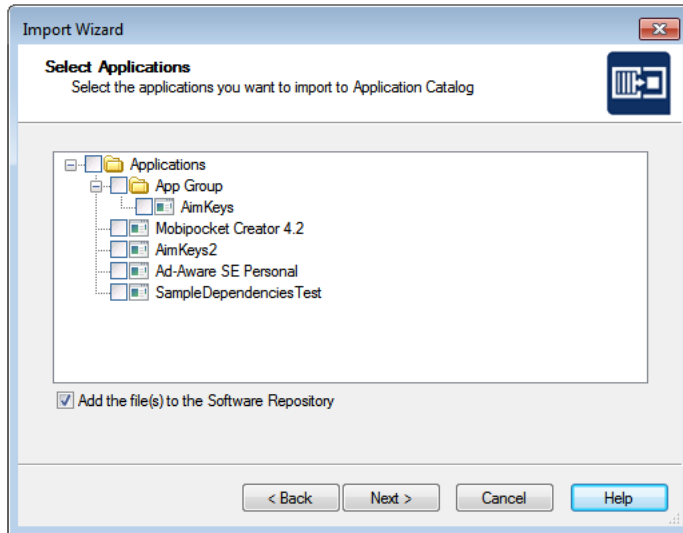 Import Wizard
Select Applications
Select the applications you want to import to Application Catalog
Applications
App Group
AimKeys
Mobipocket Creator 4.2
AimKeys2
Ad-Aware SE Personal
SampleDependenciesTest
Add the file(s) to the Software Repository
< Back Next > Cancel Help